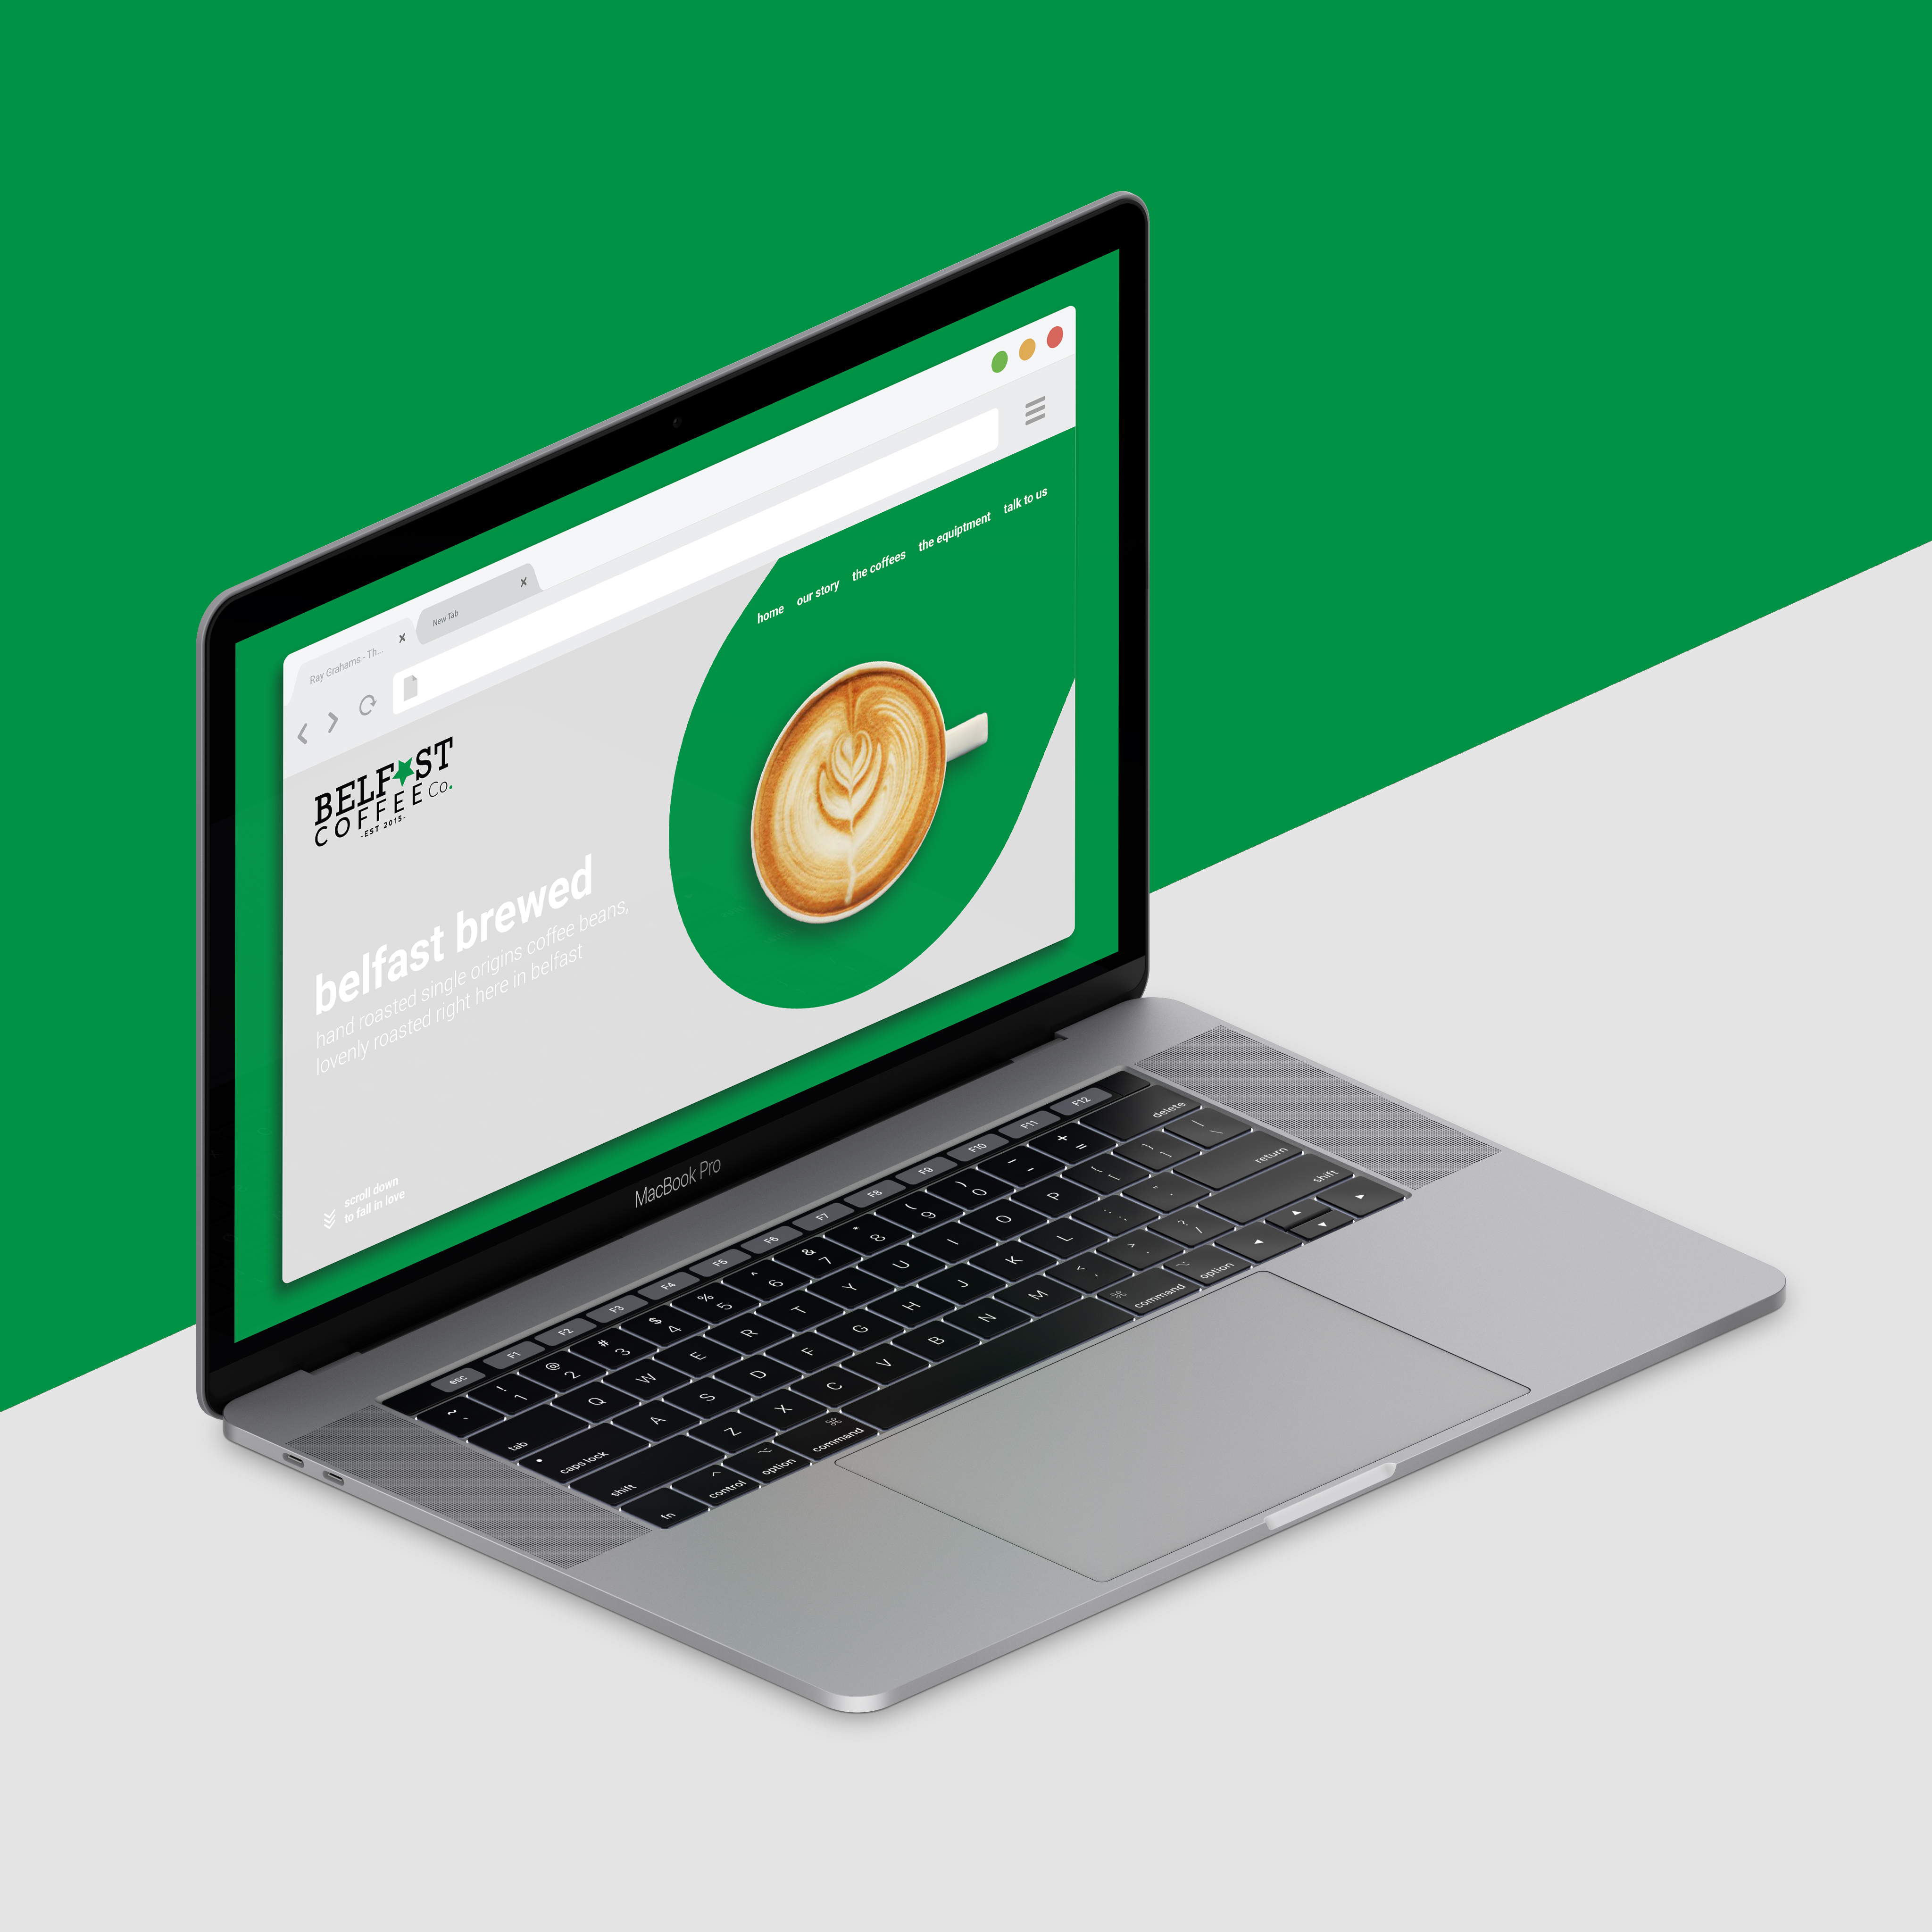 Ray Grahams - Th...
New Tab
home our story the coffees the equiptment talk to us
BELF★ST
COFFEE Co.
-EST 2015-
belfast brewed
hand roasted single origins coffee beans,
lovenly roasted right here in belfast
scroll down
to fall in love
MacBook Pro
esc F1 F2 F3 F4 F5 F6 F7 F8 F9 F10 F11 F12
~ ! @ # $ % ^ & * ( ) _ +
` 1 2 3 4 5 6 7 8 9 0 - = delete
tab Q W E R T Y U I O P { [ } ] | \
caps lock A S D F G H J K L : ; " ' return
shift Z X C V B N M < , > . ? / shift
fn control option command command option